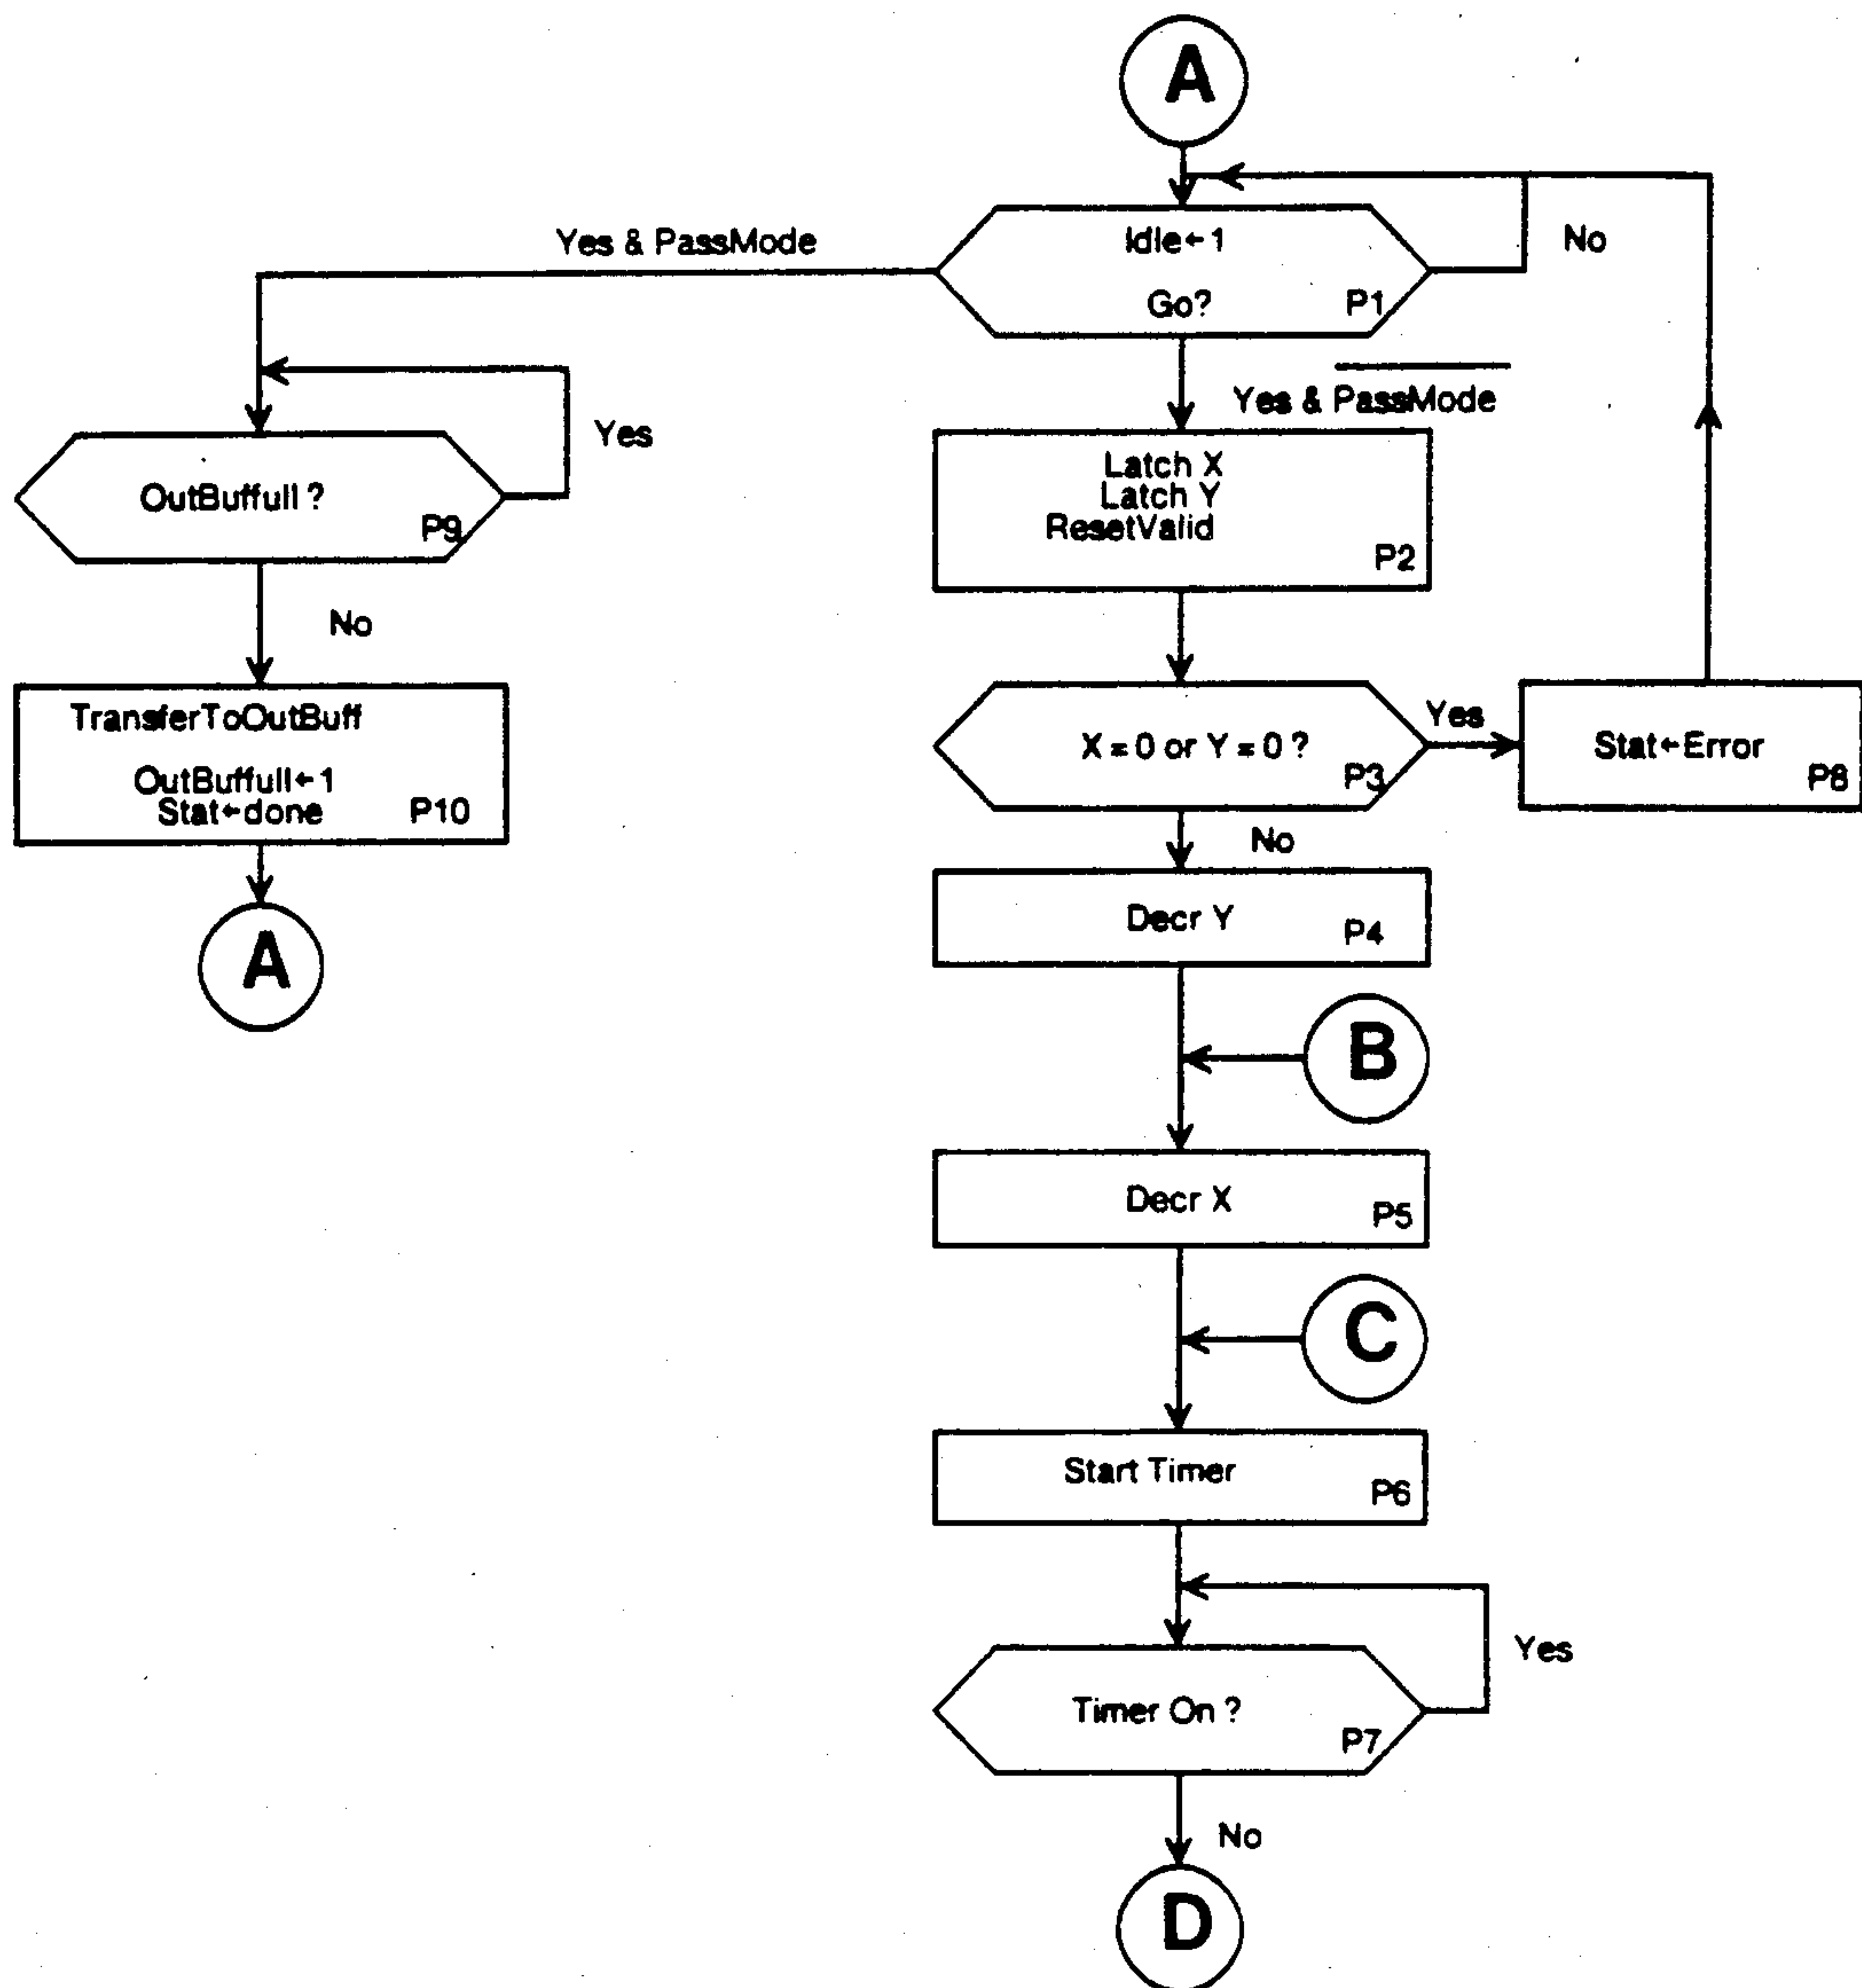 A
Yes & PassMode
Idle←1
No
Go?
P1
Yes & PassMode
Yes
OutBuffull ?
P9
Latch X
Latch Y
ResetValid
P2
No
TransferToOutBuff
OutBuffull←1
Stat←done
P10
X = 0 or Y = 0 ?
P3
Yes
Stat←Error
P8
No
A
Decr Y
P4
B
Decr X
P5
C
Start Timer
P6
Yes
Timer On ?
P7
No
D